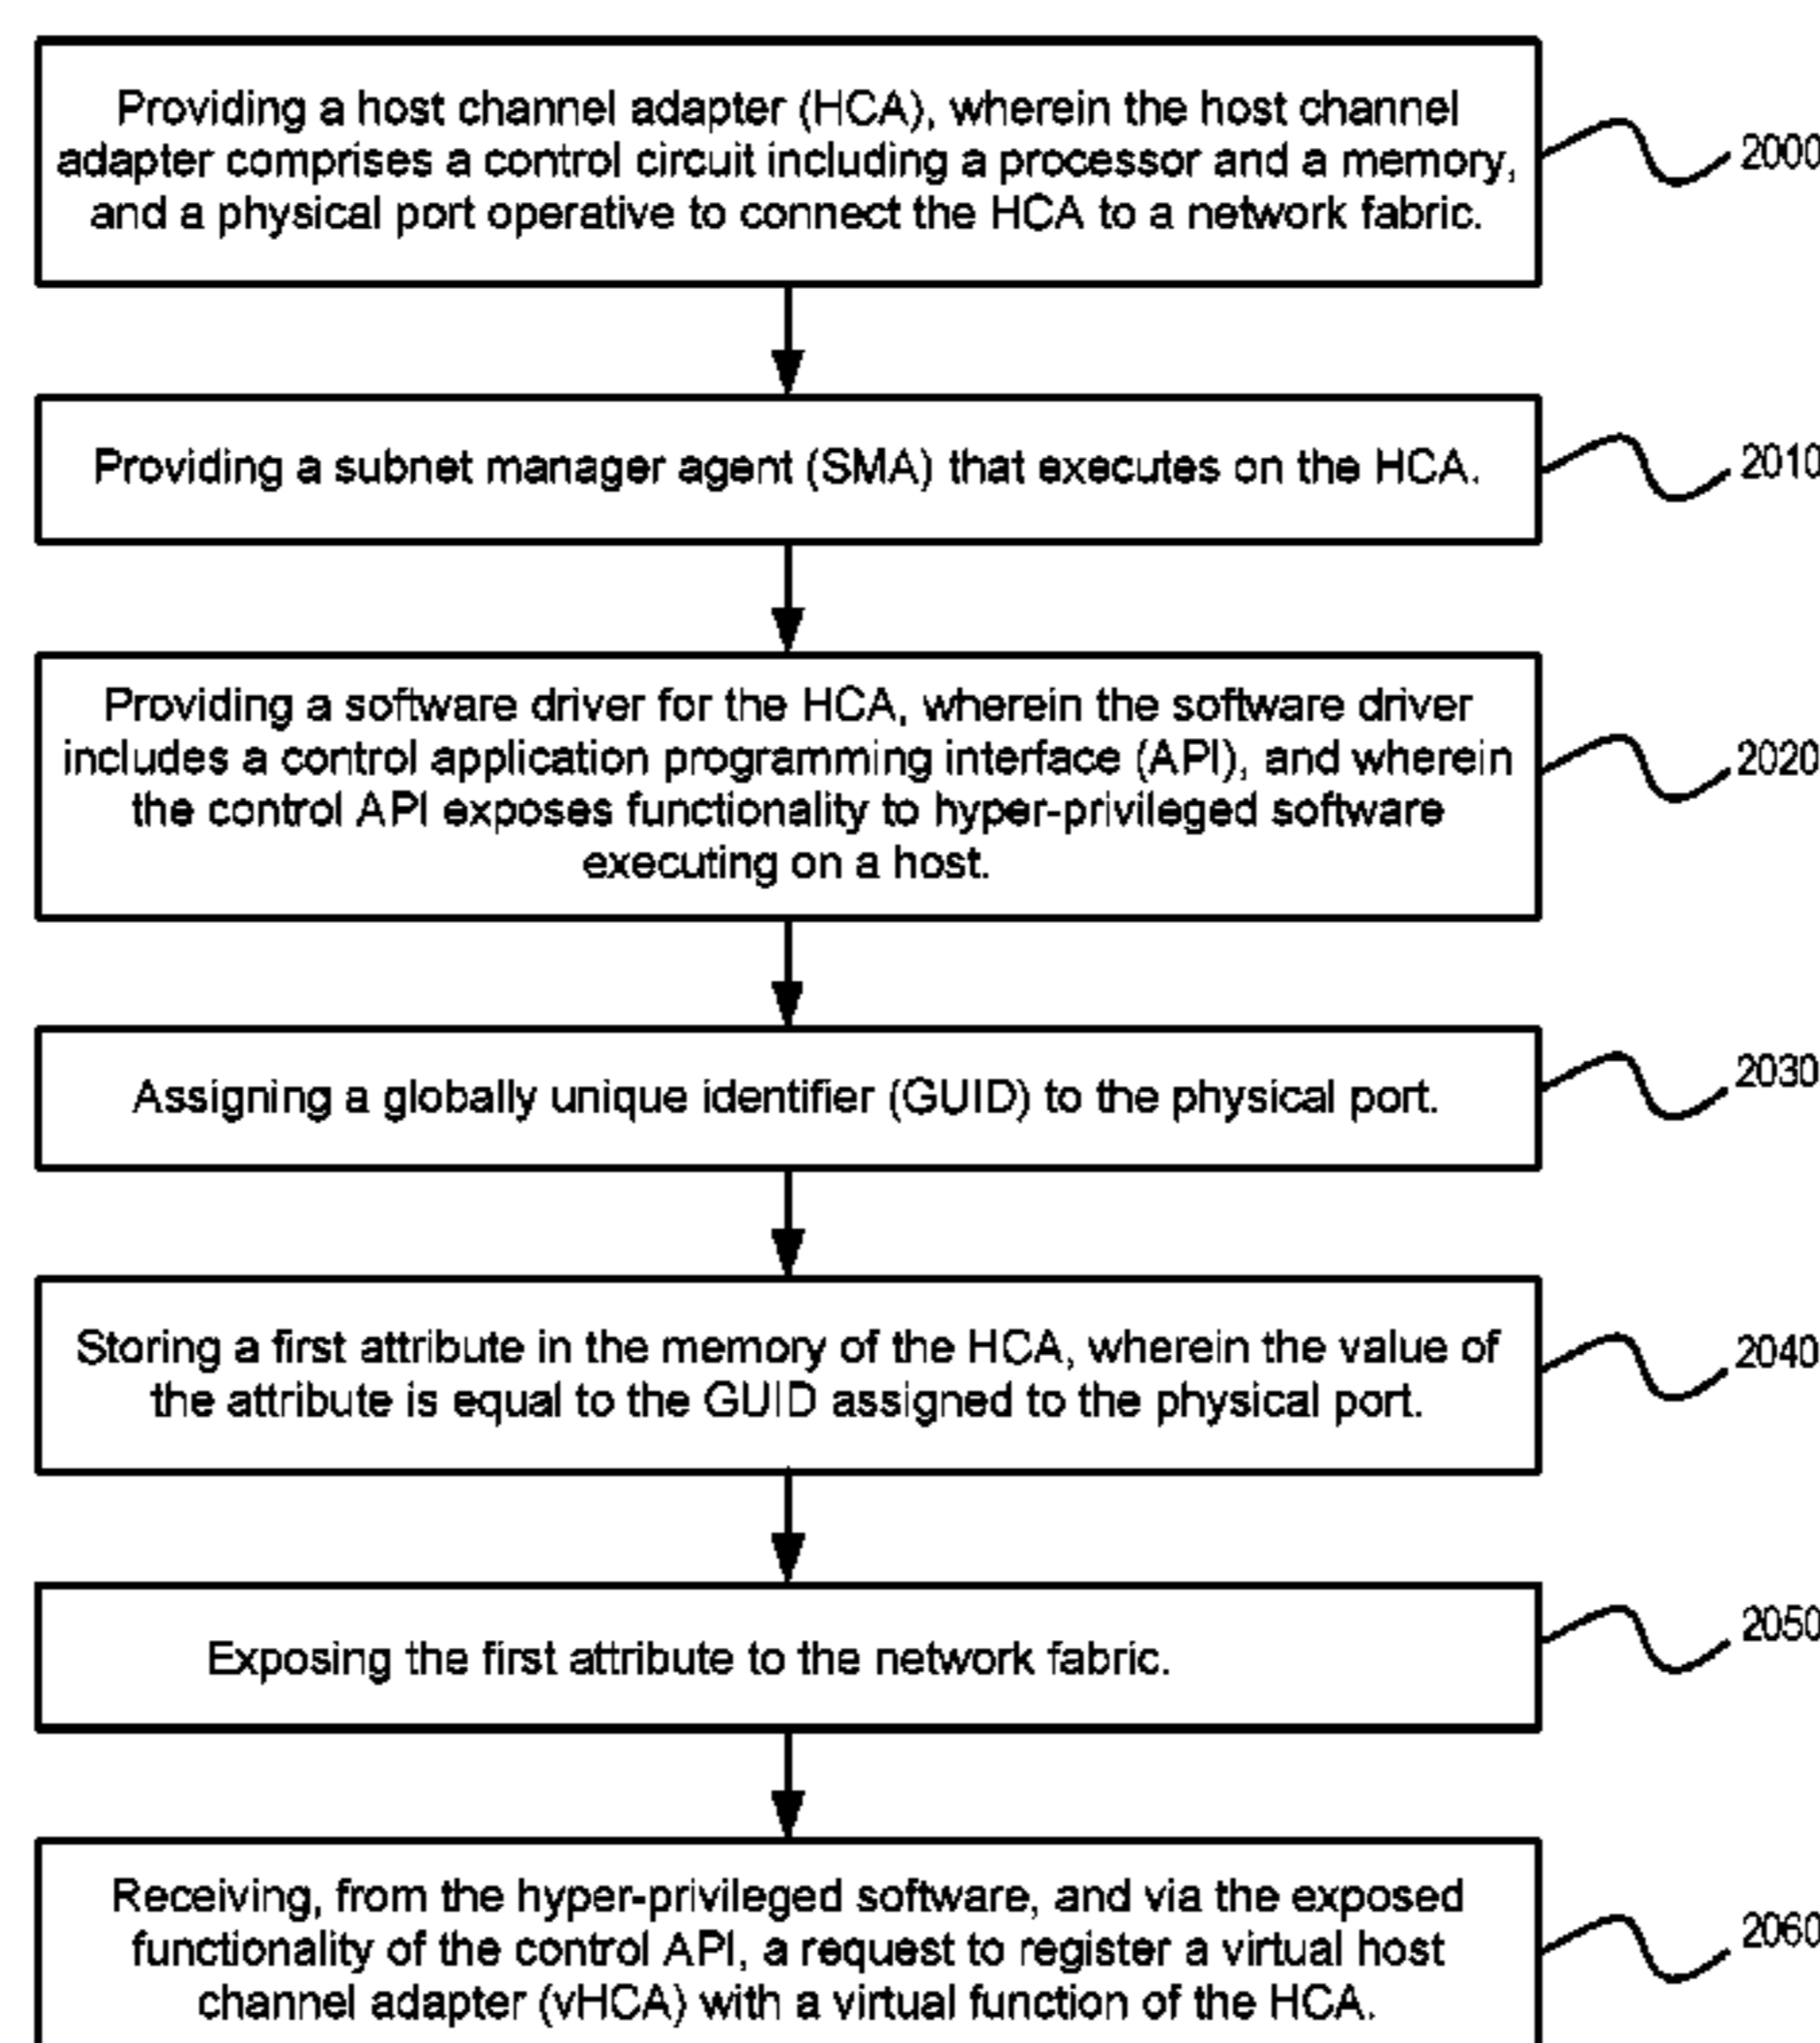 Providing a host channel adapter (HCA), wherein the host channel
adapter comprises a control circuit including a processor and a memory,
and a physical port operative to connect the HCA to a network fabric.
2000
Providing a subnet manager agent (SMA) that executes on the HCA.
2010
Providing a software driver for the HCA, wherein the software driver
includes a control application programming interface (API), and wherein
the control API exposes functionality to hyper-privileged software
executing on a host.
2020
Assigning a globally unique identifier (GUID) to the physical port.
2030
Storing a first attribute in the memory of the HCA, wherein the value of
the attribute is equal to the GUID assigned to the physical port.
2040
Exposing the first attribute to the network fabric.
2050
Receiving, from the hyper-privileged software, and via the exposed
functionality of the control API, a request to register a virtual host
channel adapter (vHCA) with a virtual function of the HCA.
2060